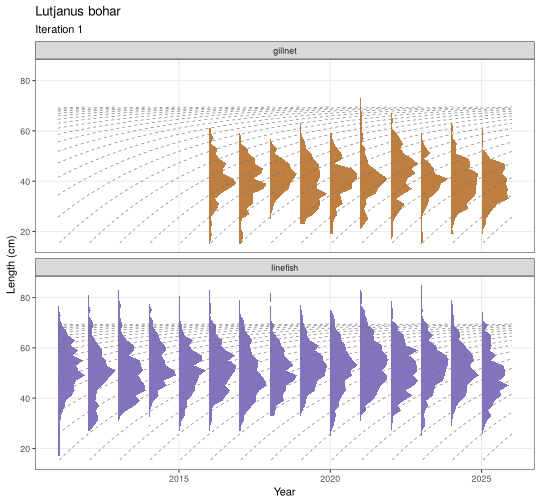 Lutjanus bohar
Iteration 1
gillnet
80
60
40
20
Length (cm)
linefish
80
60
40
20
2015
2020
2025
Year